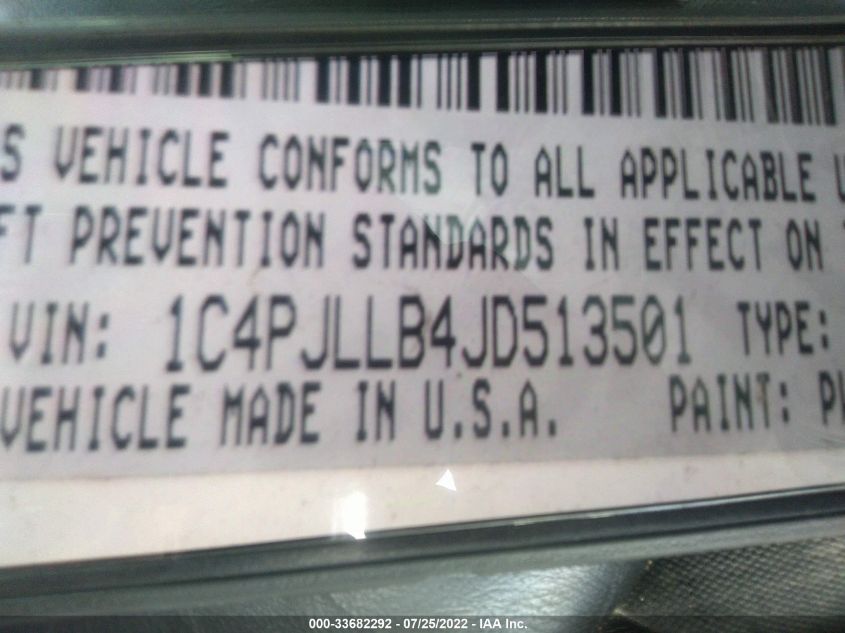 VEHICLE CONFORMS TO ALL APPLICABLE
PREVENTION STANDARDS IN EFFECT ON
VIN: 1C4PJLLB4JD513501 TYPE:
VEHICLE MADE IN U.S.A. PAINT:
000-33682292 - 07/25/2022 - IAA Inc.